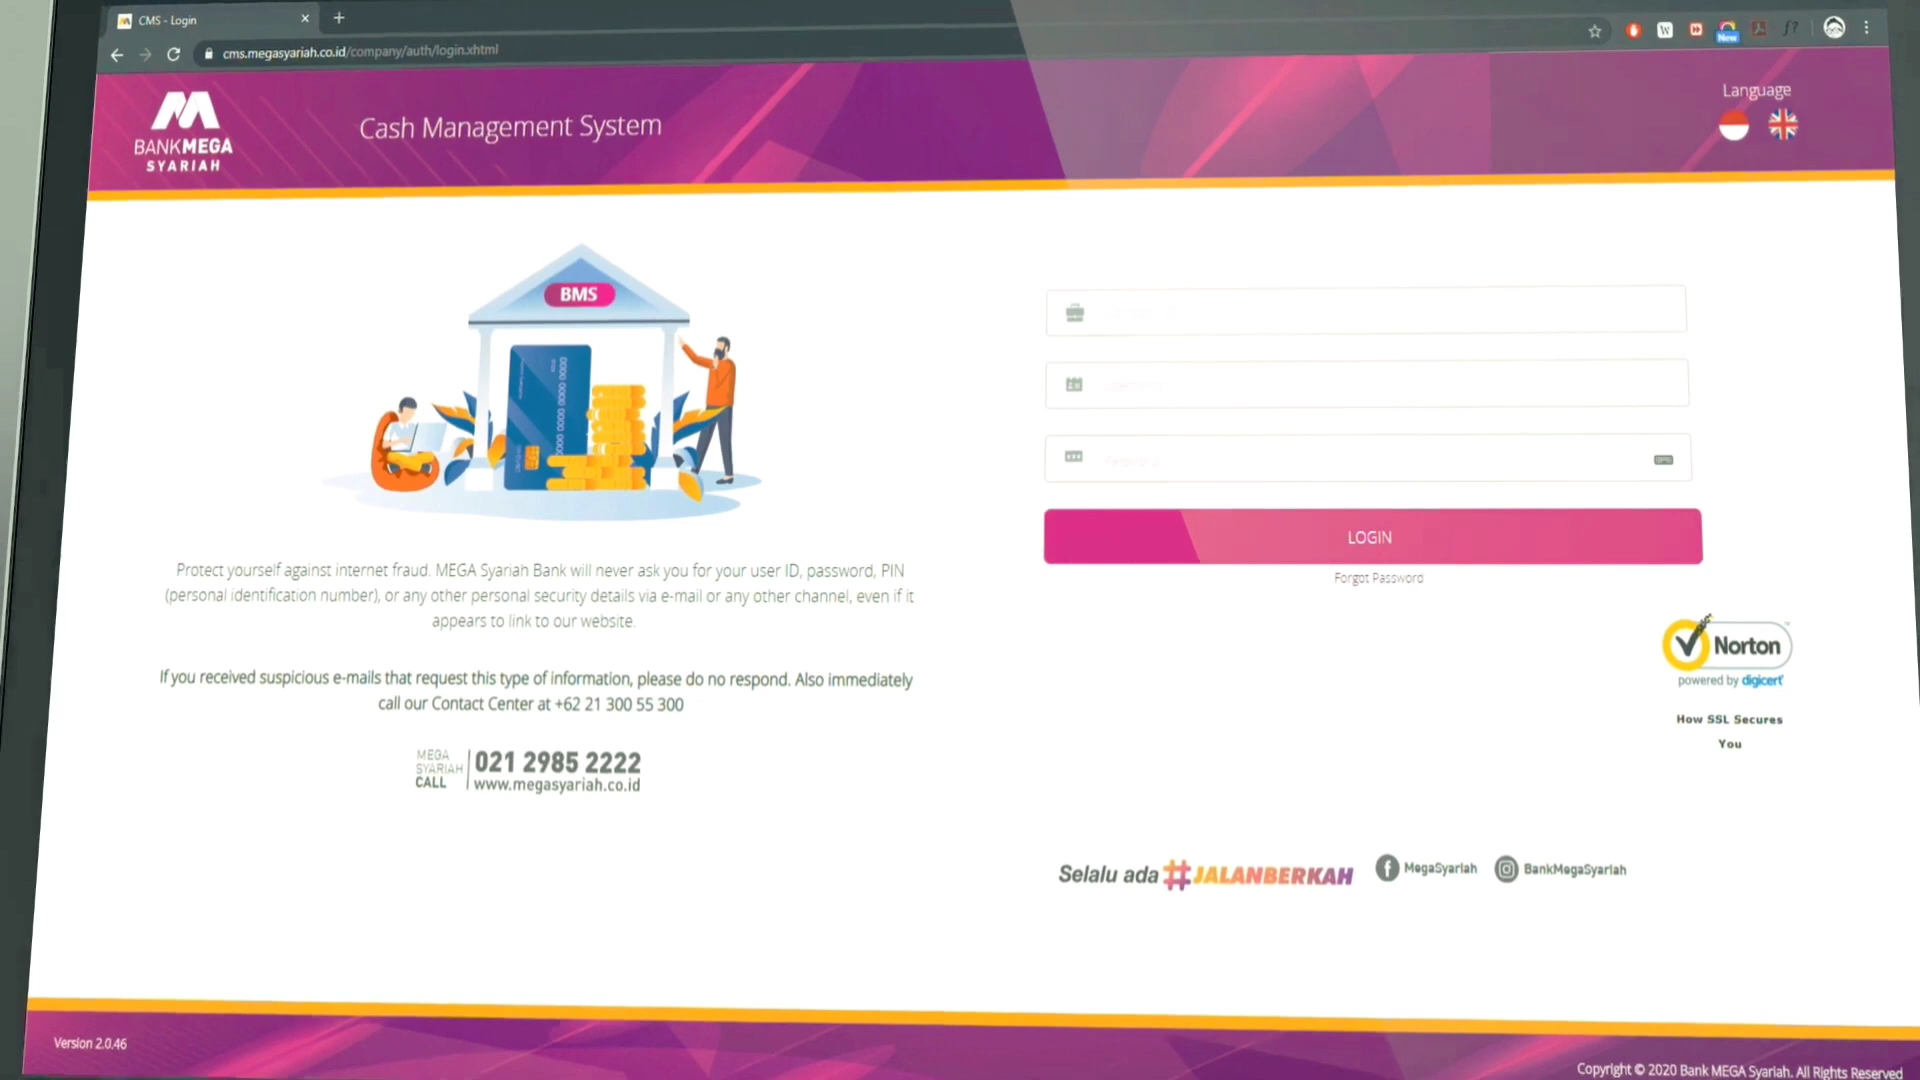 CMS - Login
cms.megasyariah.co.id/company/auth/login.xhtml
New
BANKMEGA
SYARIAH
Cash Management System
Language
BMS
Protect yourself against internet fraud. MEGA Syariah Bank will never ask you for your user ID, password, PIN
(personal identification number), or any other personal security details via e-mail or any other channel, even if it
appears to link to our website.
If you received suspicious e-mails that request this type of information, please do no respond. Also immediately
call our Contact Center at +62 21 300 55 300
MEGA
SYARIAH
CALL
021 2985 2222
www.megasyariah.co.id
Password
LOGIN
Forgot Password
Norton
powered by digicert
How SSL Secures
You
Selalu ada #JALANBERKAH
MegaSyariah
BankMegaSyariah
Version 2.0.46
Copyright © 2020 Bank MEGA Syariah. All Rights Reserved